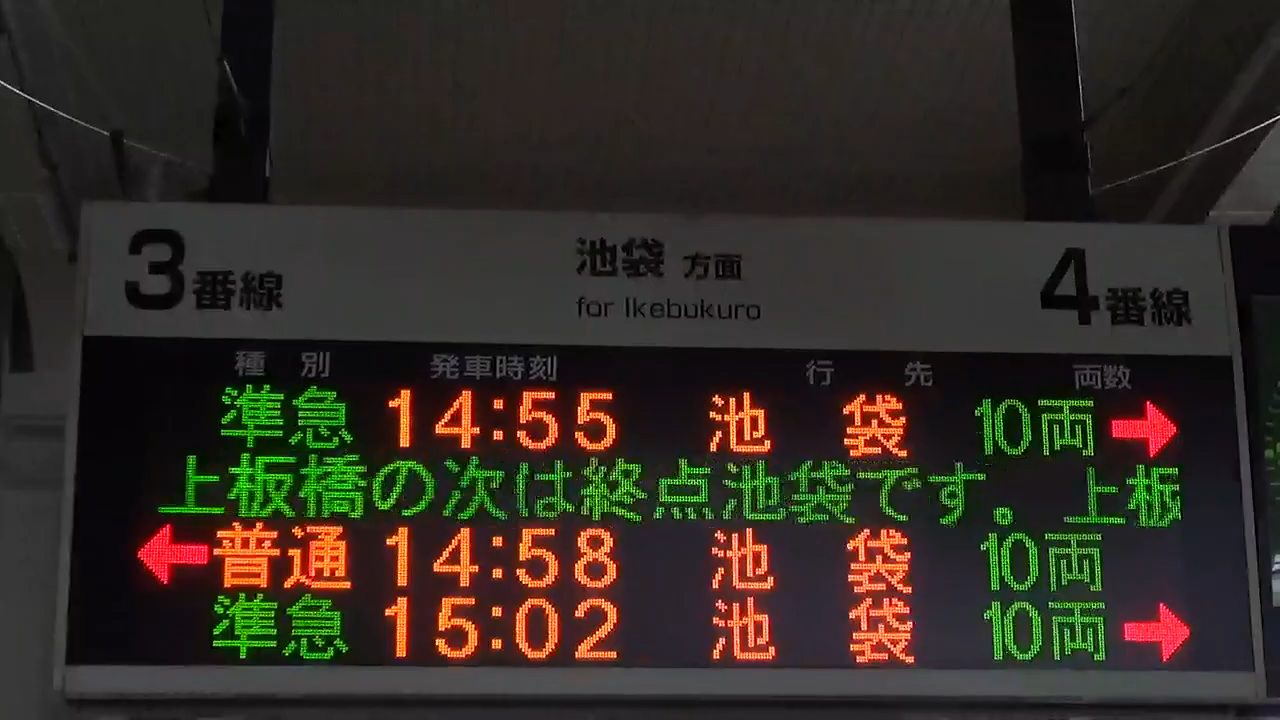 3番線 池袋 方面 4番線
for Ikebukuro
種 別 発車時刻 行 先 両数
準急 14:55 池 袋 10両 →
上板橋の次は終点池袋です。 上板
← 普通 14:58 池 袋 10両
準急 15:02 池 袋 10両 →